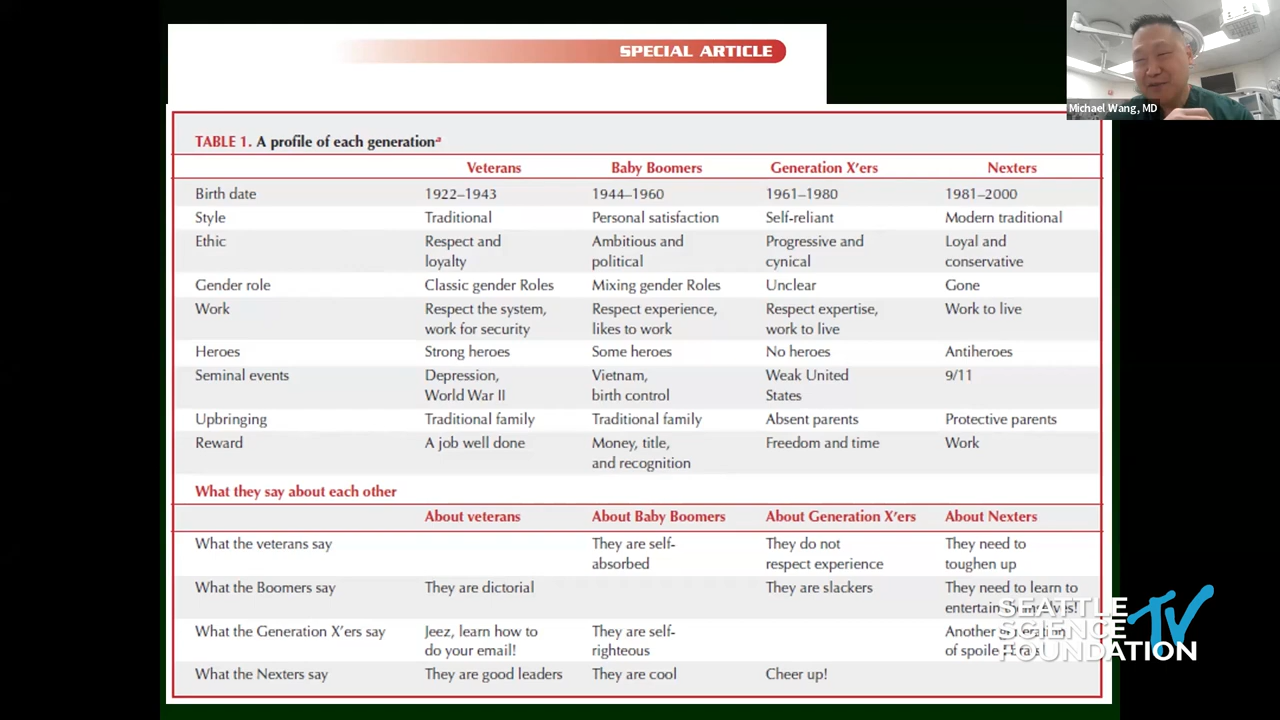 SPECIAL ARTICLE
Michael Wang, MD
TABLE 1. A profile of each generationª
Veterans Baby Boomers Generation X'ers Nexters
Birth date 1922–1943 1944–1960 1961–1980 1981–2000
Style Traditional Personal satisfaction Self-reliant Modern traditional
Ethic Respect and Ambitious and Progressive and Loyal and
loyalty political cynical conservative
Gender role Classic gender Roles Mixing gender Roles Unclear Gone
Work Respect the system, Respect experience, Respect expertise, Work to live
work for security likes to work work to live
Heroes Strong heroes Some heroes No heroes Antiheroes
Seminal events Depression, Vietnam, Weak United 9/11
World War II birth control States
Upbringing Traditional family Traditional family Absent parents Protective parents
Reward A job well done Money, title, Freedom and time Work
and recognition
What they say about each other
About veterans About Baby Boomers About Generation X'ers About Nexters
What the veterans say They are self- They do not They need to
absorbed respect experience toughen up
What the Boomers say They are dictorial They are slackers They need to learn to
entertain themselves!
What the Generation X'ers say Jeez, learn how to They are self- Another generation
do your email! righteous of
What the Nexters say They are good leaders They are cool Cheer up!
SEATTLE
SCIENCE TV
FOUNDATION